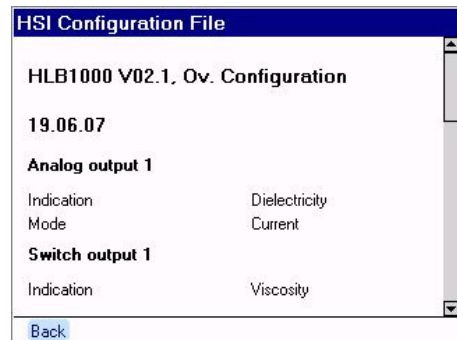 HSI Configuration File
HLB1000 V02.1, Ov. Configuration
19.06.07
Analog output 1
Indication Dielectricity
Mode Current
Switch output 1
Indication Viscosity
Back